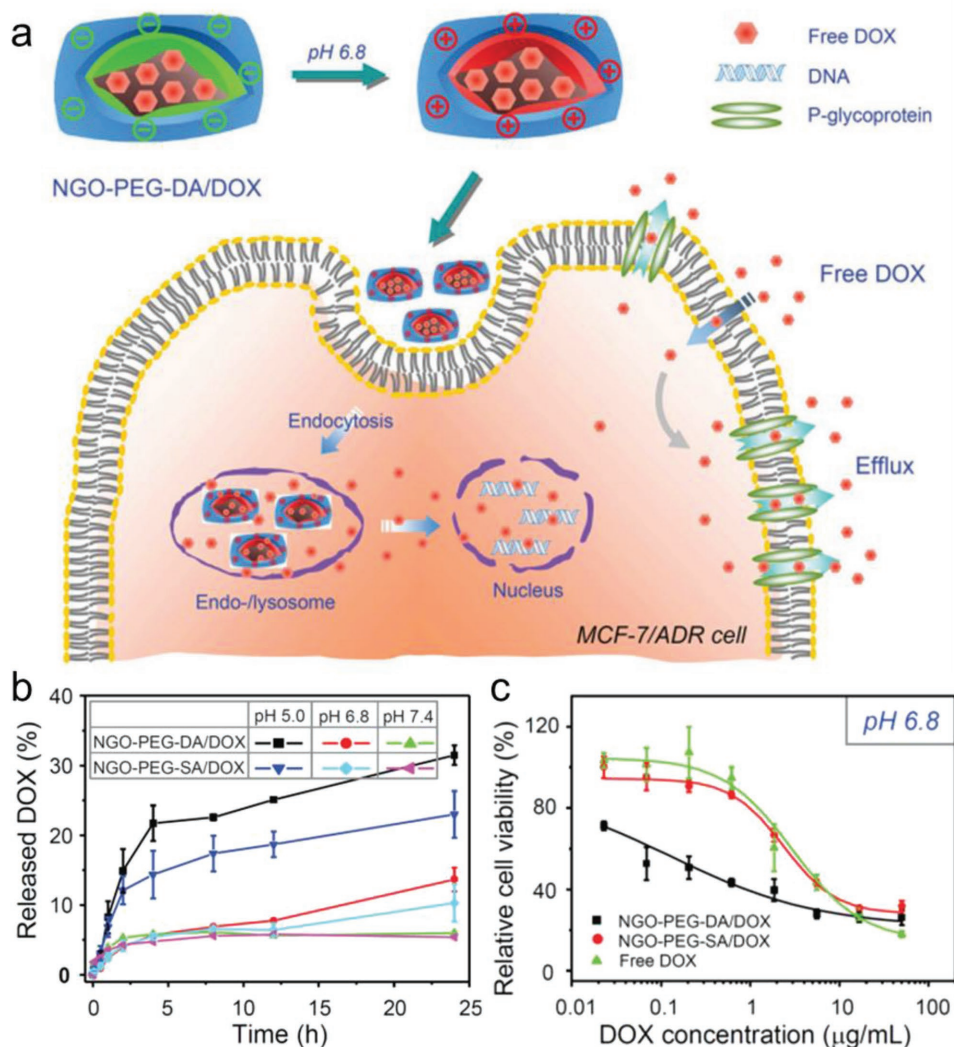 a
pH 6.8
Free DOX
DNA
P-glycoprotein
NGO-PEG-DA/DOX
Free DOX
Endocytosis
Efflux
Endo-/lysosome
Nucleus
MCF-7/ADR cell
b
Released DOX (%)
40
30
20
10
0
pH 5.0 pH 6.8 pH 7.4
NGO-PEG-DA/DOX
NGO-PEG-SA/DOX
0 5 10 15 20 25
Time (h)
c
pH 6.8
Relative cell viability (%)
120
80
40
0
NGO-PEG-DA/DOX
NGO-PEG-SA/DOX
Free DOX
0.01 0.1 1 10 100
DOX concentration (μg/mL)